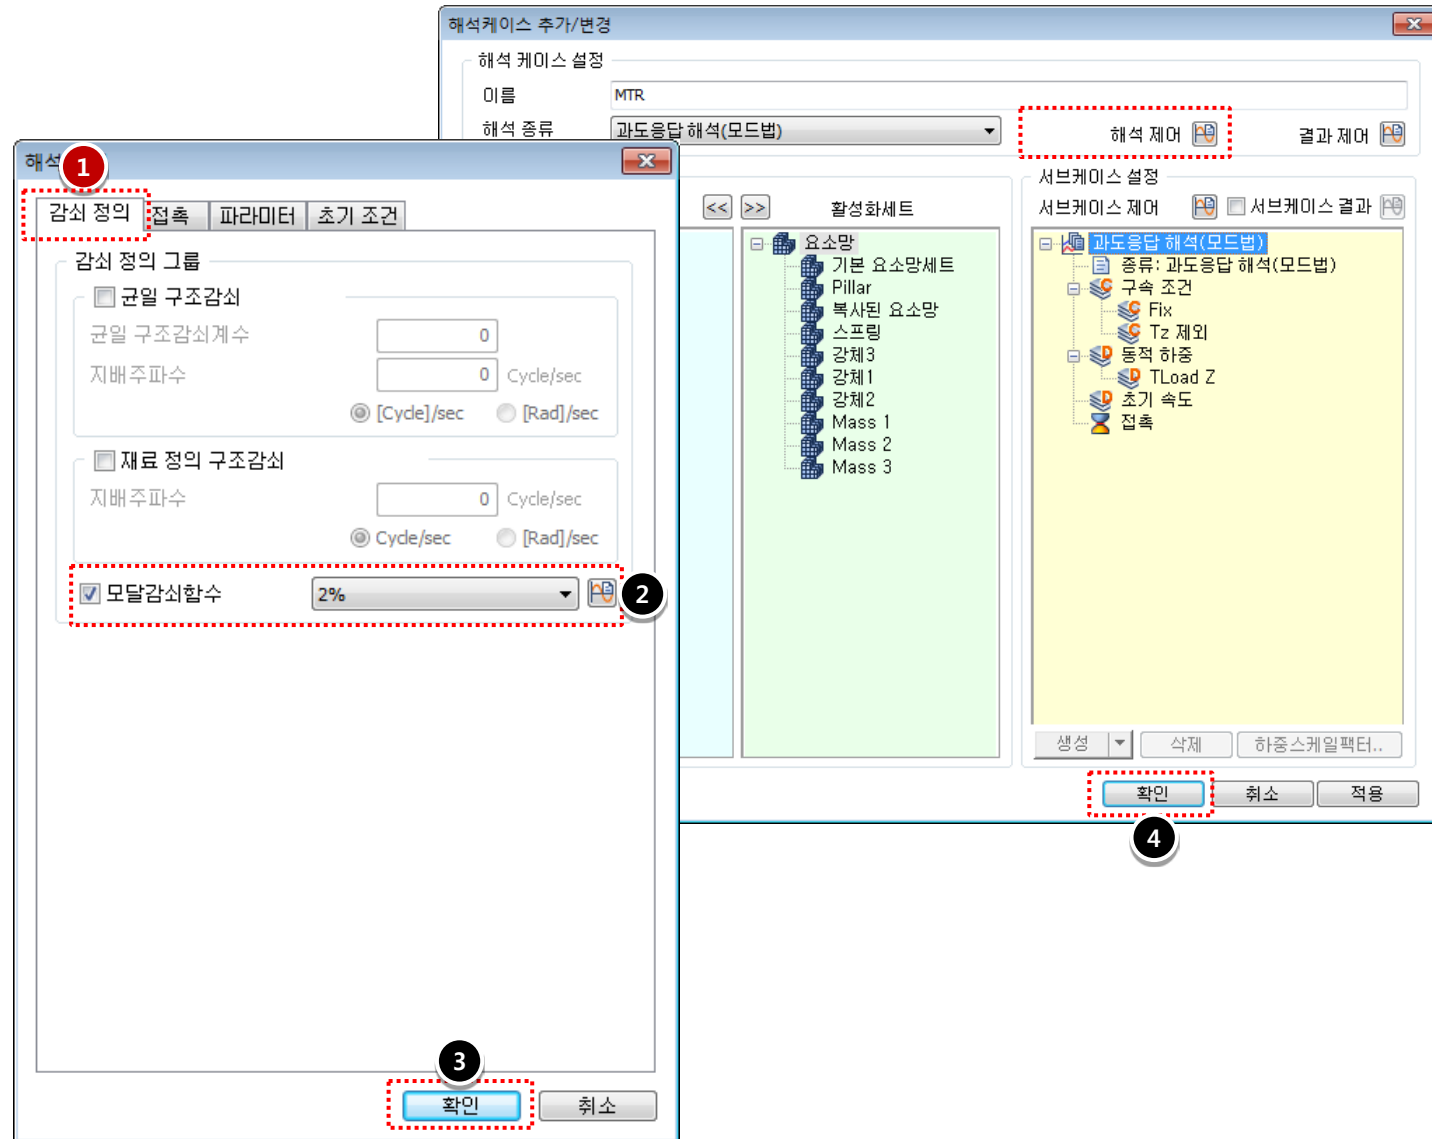 해석케이스 추가/변경
해석 케이스 설정
이름 MTR
해석 종류 과도응답 해석(모드법) 해석 제어 결과 제어
<< >> 활성화세트
요소망
기본 요소망세트
Pillar
복사된 요소망
스프링
강체3
강체1
강체2
Mass 1
Mass 2
Mass 3
서브케이스 설정
서브케이스 제어 서브케이스 결과
과도응답 해석(모드법)
종류: 과도응답 해석(모드법)
구속 조건
Fix
Tz 제외
동적 하중
TLoad Z
초기 속도
접촉
생성 삭제 하중스케일팩터..
확인 취소 적용
4
해석
1
감쇠 정의 접촉 파라미터 초기 조건
감쇠 정의 그룹
균일 구조감쇠
균일 구조감쇠계수 0
지배주파수 0 Cycle/sec
[Cycle]/sec [Rad]/sec
재료 정의 구조감쇠
지배주파수 0 Cycle/sec
Cycle/sec [Rad]/sec
모달감쇠함수 2% 2
3
확인 취소